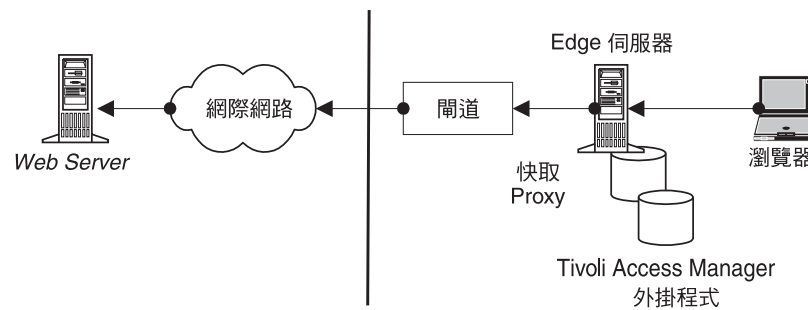 Edge 伺服器
網際網路
閘道
Web Server
瀏覽器
快取
Proxy
Tivoli Access Manager
外掛程式